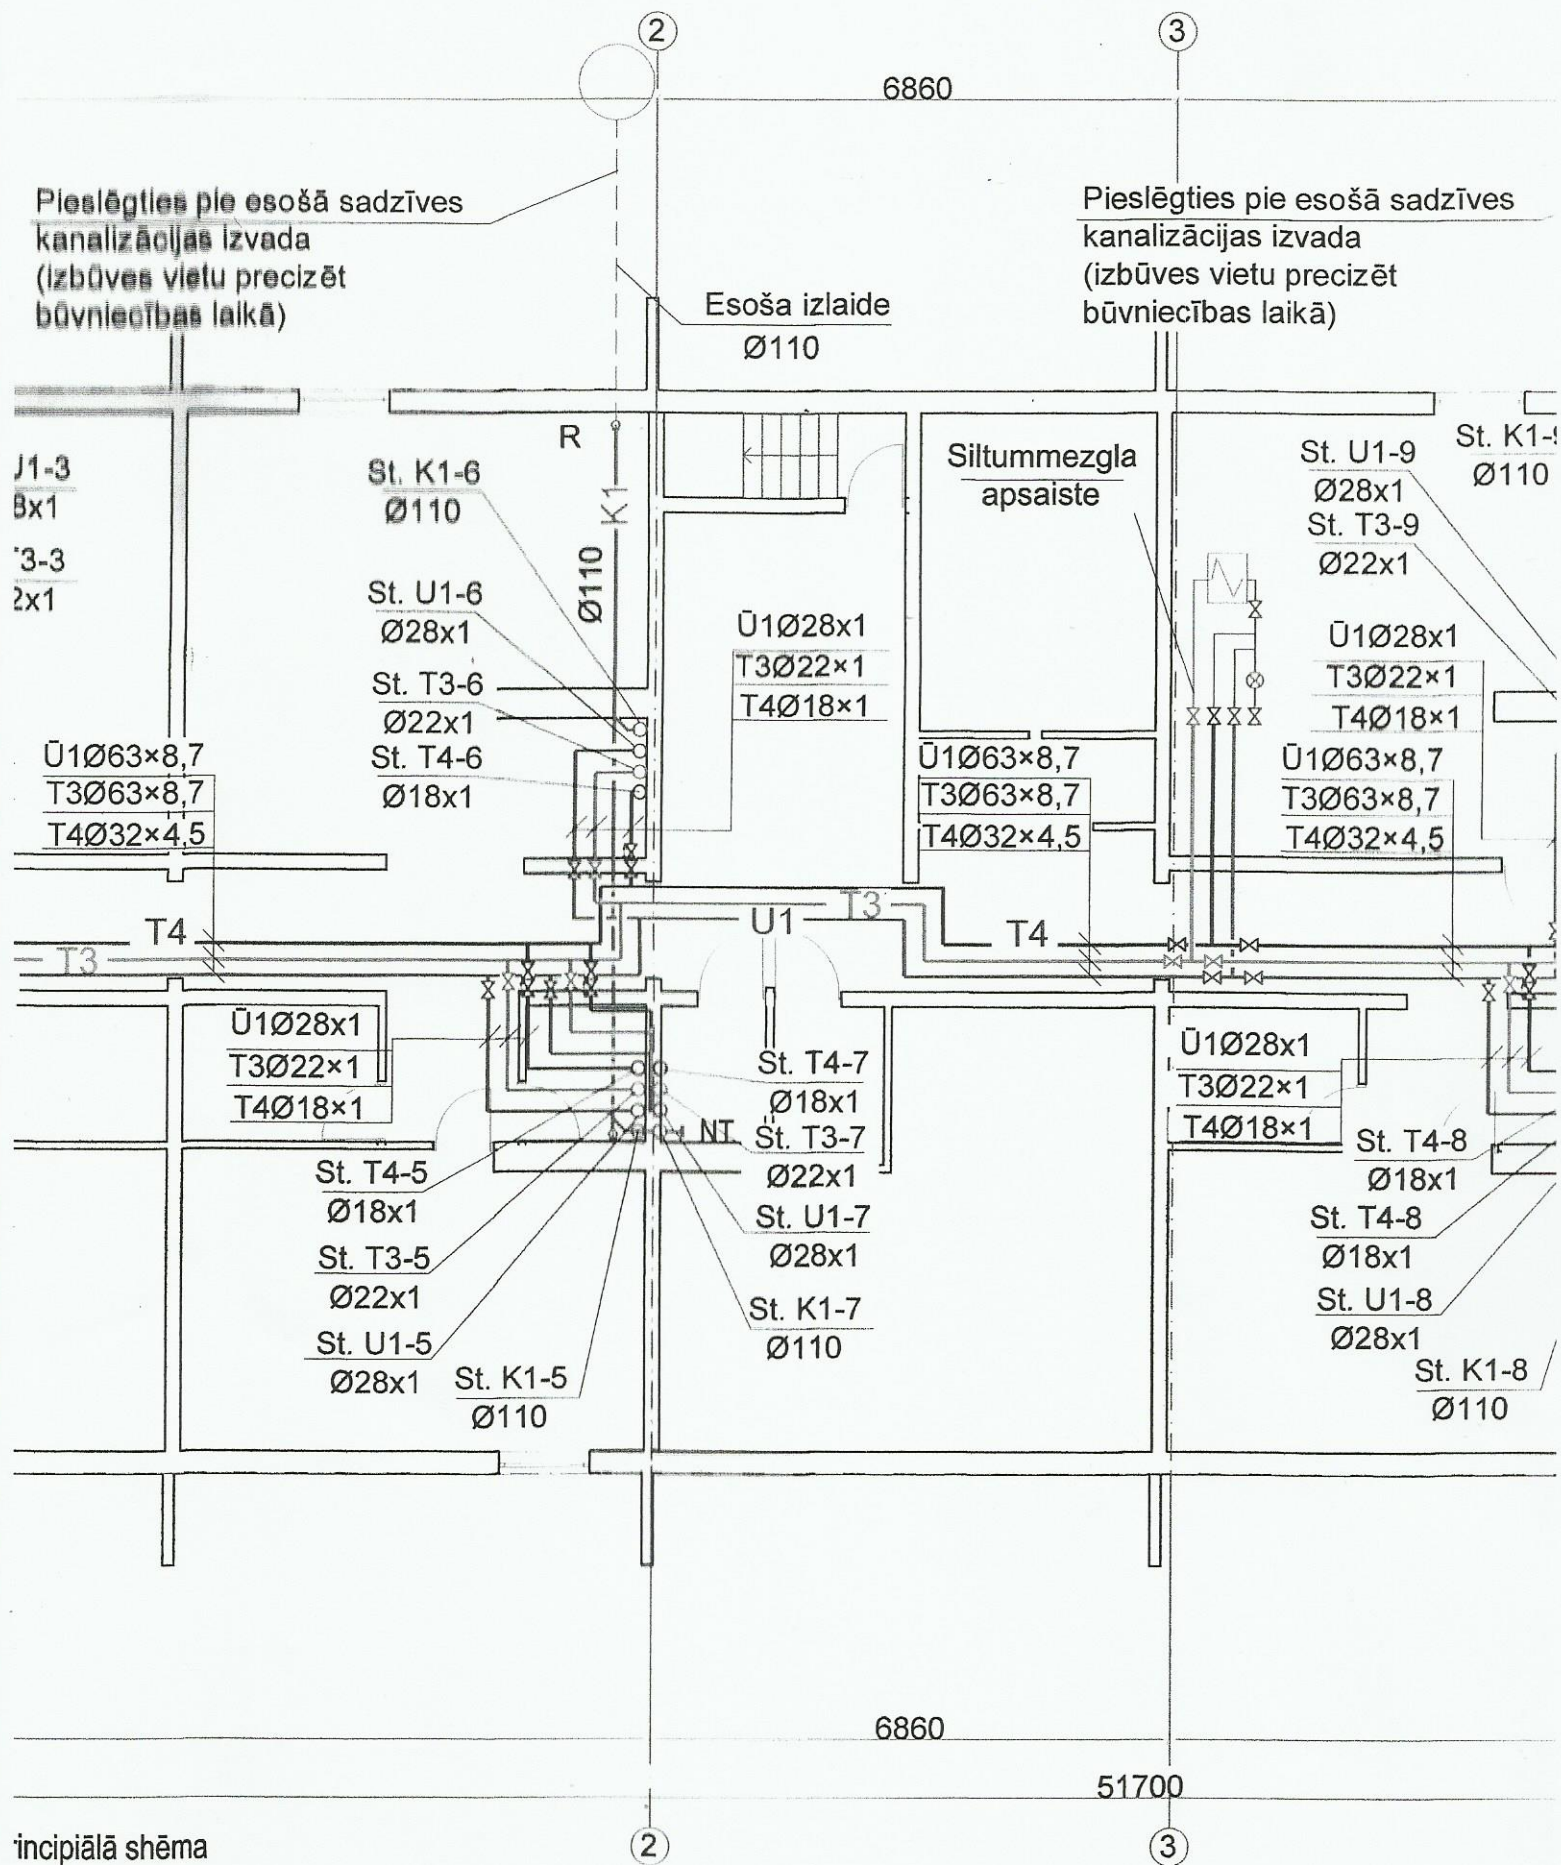 2
3
6860
Pieslēgties pie esošā sadzīves
kanalizācijas izvada
(izbūves vietu precizēt
būvniecības laikā)
Pieslēgties pie esošā sadzīves
kanalizācijas izvada
(izbūves vietu precizēt
būvniecības laikā)
Esoša izlaide
Ø110
R
K1
Ø110
St. K1-6
Ø110
St. U1-6
Ø28x1
St. T3-6
Ø22x1
St. T4-6
Ø18x1
Siltummezgla
apsaiste
St. U1-9
Ø28x1
St. T3-9
Ø22x1
Ø110
Ū1Ø28x1
T3Ø22×1
T4Ø18×1
Ū1Ø28x1
T3Ø22×1
T4Ø18×1
Ū1Ø63×8,7
T3Ø63×8,7
T4Ø32×4,5
Ū1Ø63×8,7
T3Ø63×8,7
T4Ø32×4,5
Ū1Ø63×8,7
T3Ø63×8,7
T4Ø32×4,5
T4
T3
U1
T3
T4
Ū1Ø28x1
T3Ø22×1
T4Ø18×1
Ū1Ø28x1
T3Ø22×1
T4Ø18×1
St. T4-7
Ø18x1
NT
St. T3-7
Ø22x1
St. U1-7
Ø28x1
St. K1-7
Ø110
St. T4-5
Ø18x1
St. T3-5
Ø22x1
St. U1-5
Ø28x1
St. K1-5
Ø110
St. T4-8
Ø18x1
St. T4-8
Ø18x1
St. U1-8
Ø28x1
St. K1-8
Ø110
6860
51700
shēma
2
3